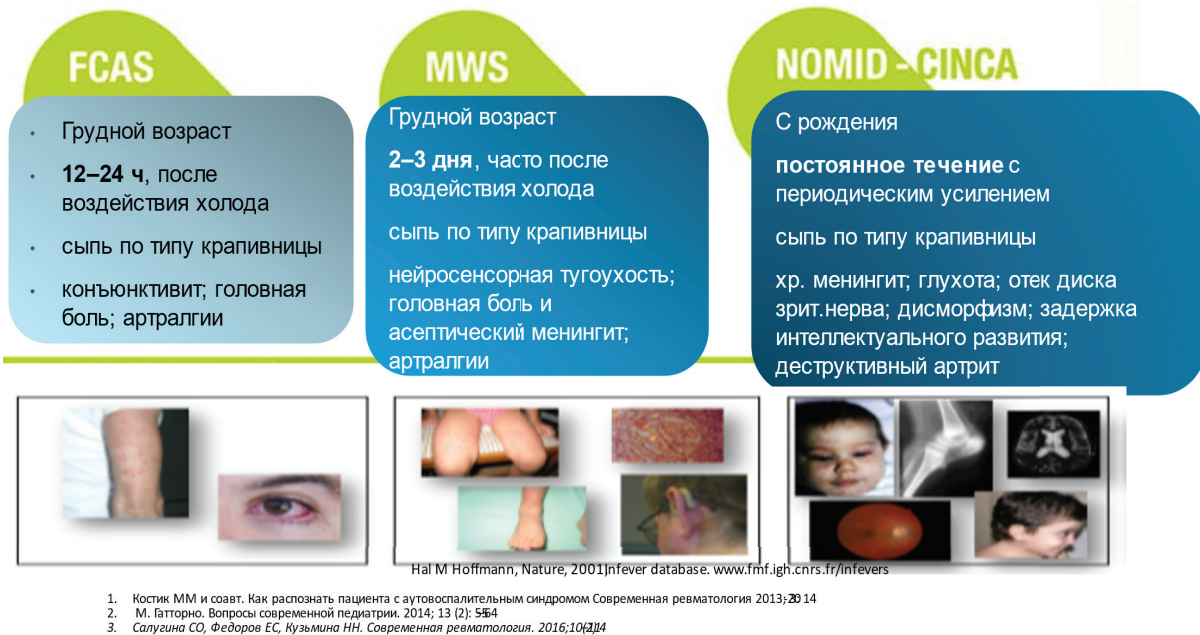 FCAS
• Грудной возраст
• 12–24 ч, после
воздействия холода
• сыпь по типу крапивницы
• конъюнктивит; головная
боль; артралгии
MWS
Грудной возраст
2–3 дня, часто после
воздействия холода
сыпь по типу крапивницы
нейросенсорная тугоухость;
головная боль и
асептический менингит;
артралгии
NOMID - CINCA
С рождения
постоянное течение с
периодическим усилением
сыпь по типу крапивницы
хр. менингит; глухота; отек диска
зрит.нерва; дисморфизм; задержка
интеллектуального развития;
деструктивный артрит
Hal M Hoffmann, Nature, 2001 Infever database. www.fmf.igh.cnrs.fr/infevers
1. Костик ММ и соавт. Как распознать пациента с аутовоспалительным синдромом Современная ревматология 2013;
2. М. Гатторно. Вопросы современной педиатрии. 2014; 13 (2):
3. Салугина СО, Федоров ЕС, Кузьмина НН. Современная ревматология. 2016;